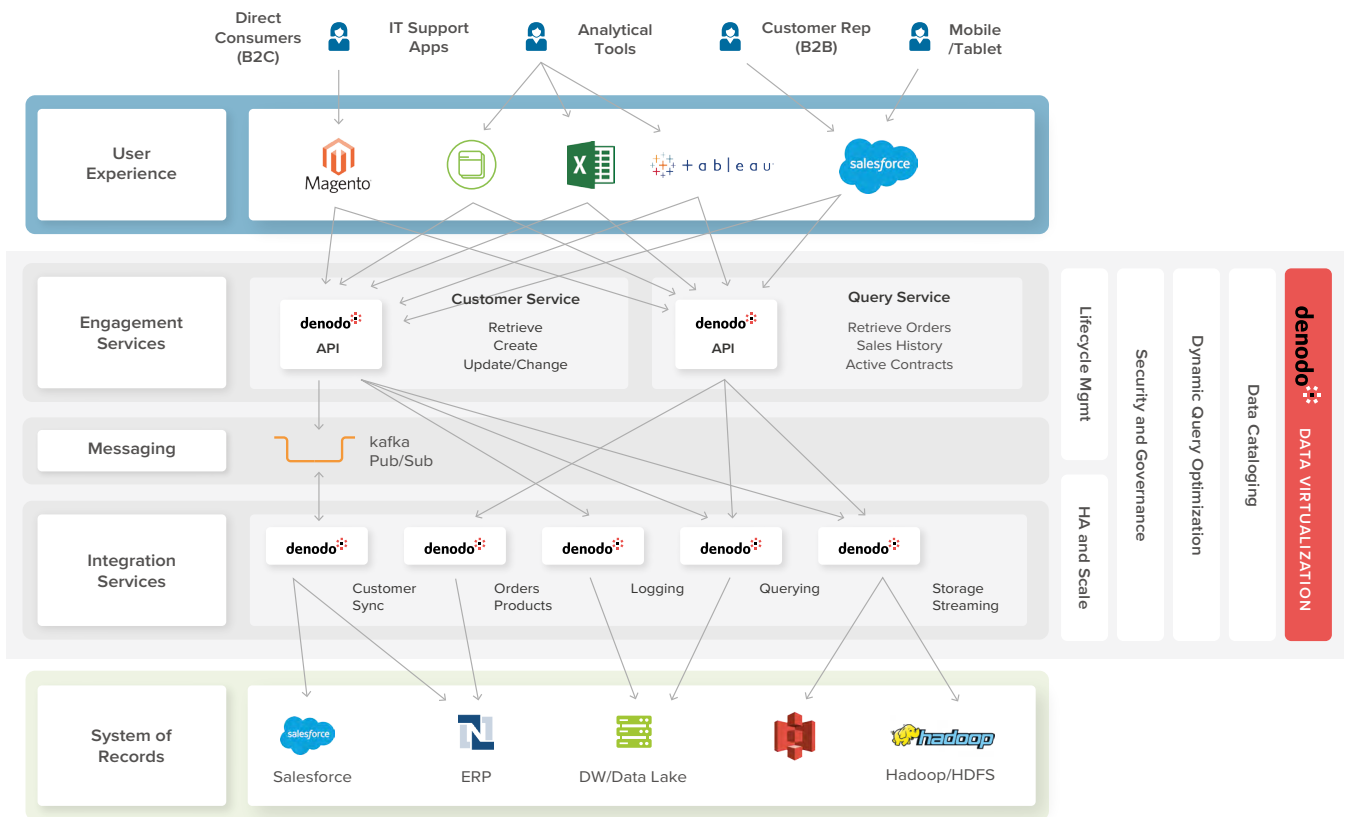 Direct
Consumers
(B2C)
IT Support
Apps
Analytical
Tools
Customer Rep
(B2B)
Mobile
/Tablet
User
Experience
Magento
X
+ableau
salesforce
Engagement
Services
denodo
API
Customer Service
Retrieve
Create
Update/Change
denodo
API
Query Service
Retrieve Orders
Sales History
Active Contracts
Messaging
kafka
Pub/Sub
Integration
Services
denodo
Customer
Sync
denodo
Orders
Products
denodo
Logging
denodo
Querying
denodo
Storage
Streaming
Lifecycle Mgmt
HA and Scale
Security and Governance
Dynamic Query Optimization
Data Cataloging
denodo DATA VIRTUALIZATION
System of
Records
salesforce
Salesforce
N
ERP
DW/Data Lake
hadoop
Hadoop/HDFS